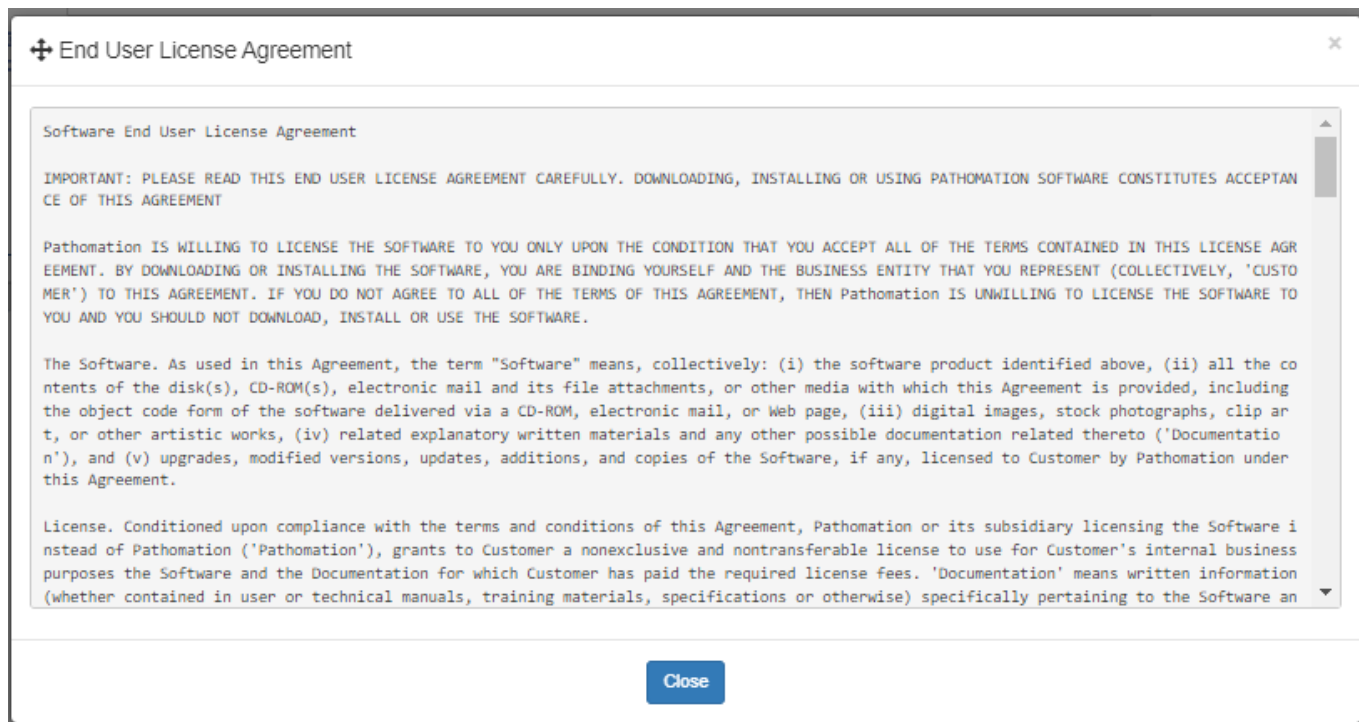 End User License Agreement
×
Software End User License Agreement
IMPORTANT: PLEASE READ THIS END USER LICENSE AGREEMENT CAREFULLY. DOWNLOADING, INSTALLING OR USING PATHOMATION SOFTWARE CONSTITUTES ACCEPTAN
CE OF THIS AGREEMENT
Pathomation IS WILLING TO LICENSE THE SOFTWARE TO YOU ONLY UPON THE CONDITION THAT YOU ACCEPT ALL OF THE TERMS CONTAINED IN THIS LICENSE AGR
EEMENT. BY DOWNLOADING OR INSTALLING THE SOFTWARE, YOU ARE BINDING YOURSELF AND THE BUSINESS ENTITY THAT YOU REPRESENT (COLLECTIVELY, 'CUSTO
MER') TO THIS AGREEMENT. IF YOU DO NOT AGREE TO ALL OF THE TERMS OF THIS AGREEMENT, THEN Pathomation IS UNWILLING TO LICENSE THE SOFTWARE TO
YOU AND YOU SHOULD NOT DOWNLOAD, INSTALL OR USE THE SOFTWARE.
The Software. As used in this Agreement, the term "Software" means, collectively: (i) the software product identified above, (ii) all the co
ntents of the disk(s), CD-ROM(s), electronic mail and its file attachments, or other media with which this Agreement is provided, including
the object code form of the software delivered via a CD-ROM, electronic mail, or Web page, (iii) digital images, stock photographs, clip ar
t, or other artistic works, (iv) related explanatory written materials and any other possible documentation related thereto ('Documentatio
n'), and (v) upgrades, modified versions, updates, additions, and copies of the Software, if any, licensed to Customer by Pathomation under
this Agreement.
License. Conditioned upon compliance with the terms and conditions of this Agreement, Pathomation or its subsidiary licensing the Software i
nstead of Pathomation ('Pathomation'), grants to Customer a nonexclusive and nontransferable license to use for Customer's internal business
purposes the Software and the Documentation for which Customer has paid the required license fees. 'Documentation' means written information
(whether contained in user or technical manuals, training materials, specifications or otherwise) specifically pertaining to the Software an
Close